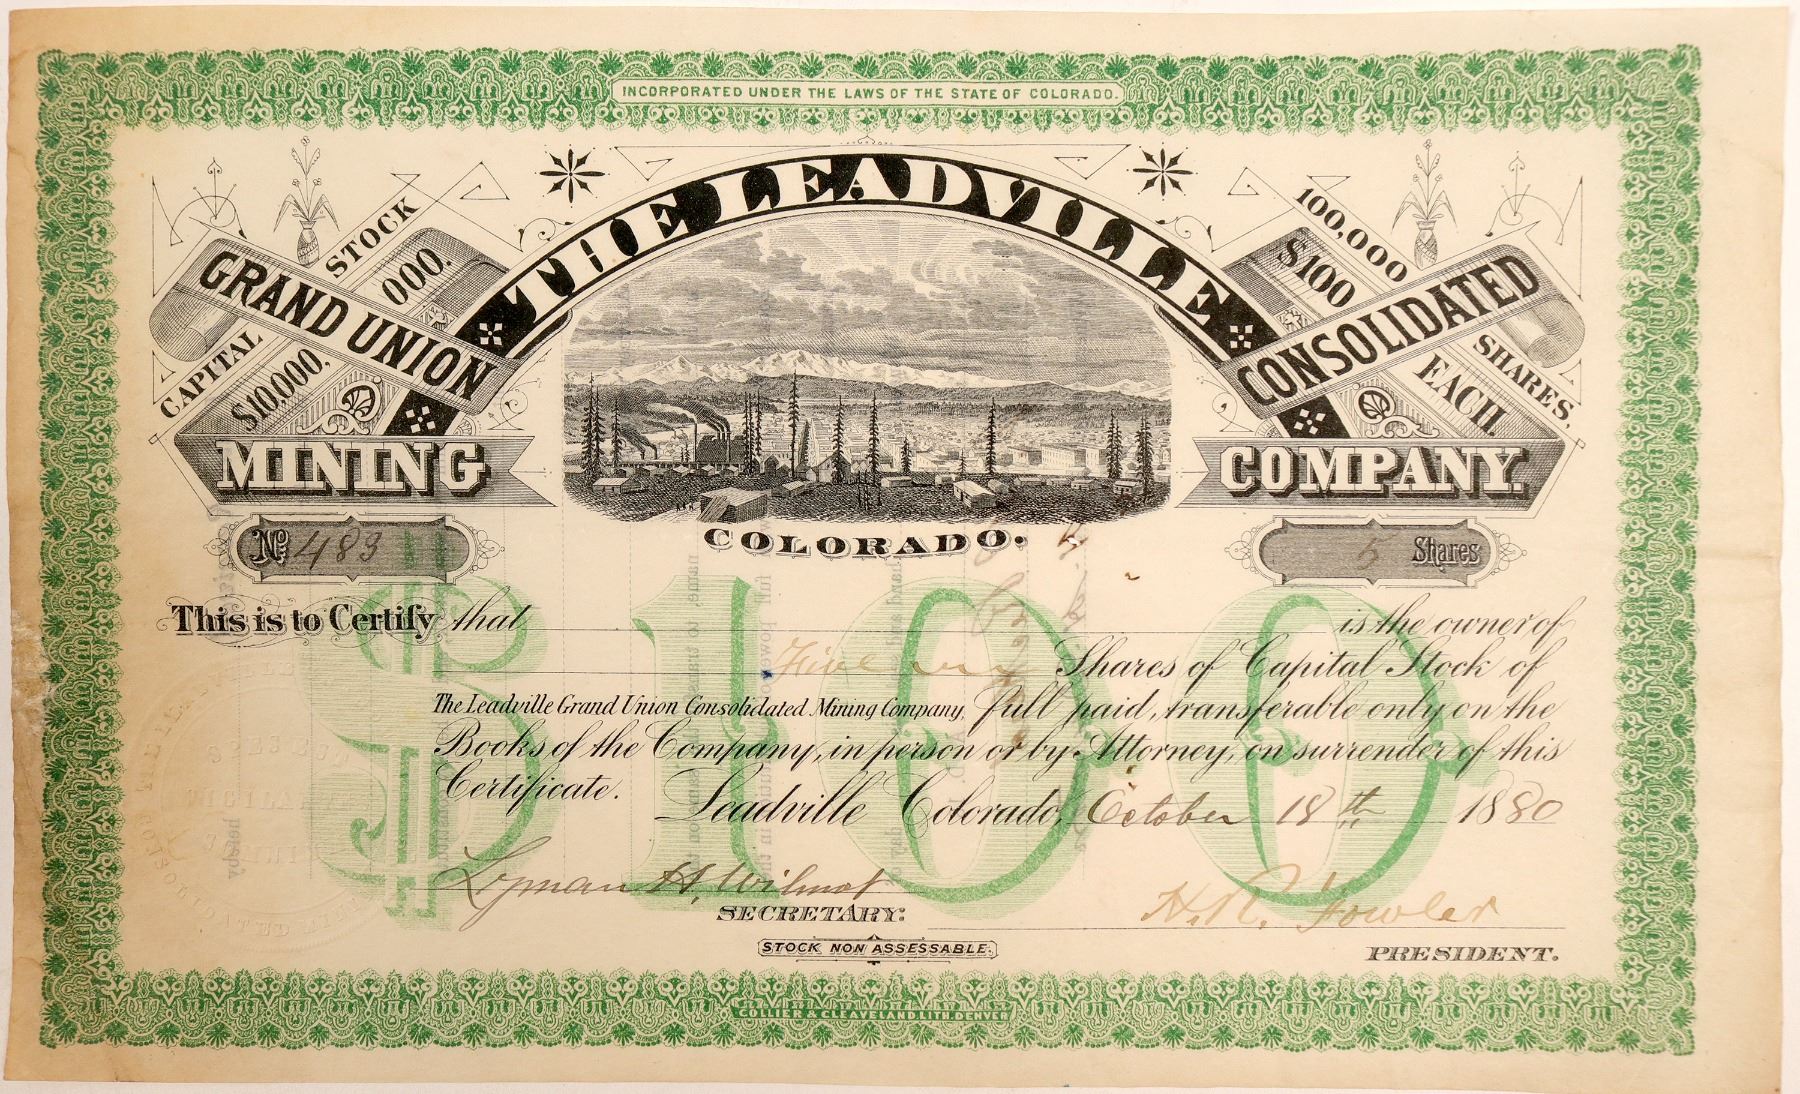 INCORPORATED UNDER THE LAWS OF THE STATE OF COLORADO.
THE LEADVILLE
GRAND UNION
CONSOLIDATED
MINING
COMPANY.
COLORADO.
CAPITAL STOCK
$10,000,000.
100,000 SHARES,
$100 EACH.
No. 483
5 Shares
$100
This is to Certify that is the owner of
Five Shares of Capital Stock of
The Leadville Grand Union Consolidated Mining Company, full paid, transferable only on the
Books of the Company, in person or by Attorney, on surrender of this
Certificate. Leadville Colorado, October 18th 1880
Lyman H. Wilmot
SECRETARY:
H. R. Fowler
PRESIDENT.
STOCK NON ASSESSABLE.
COLLIER & CLEAVELAND LITH. DENVER